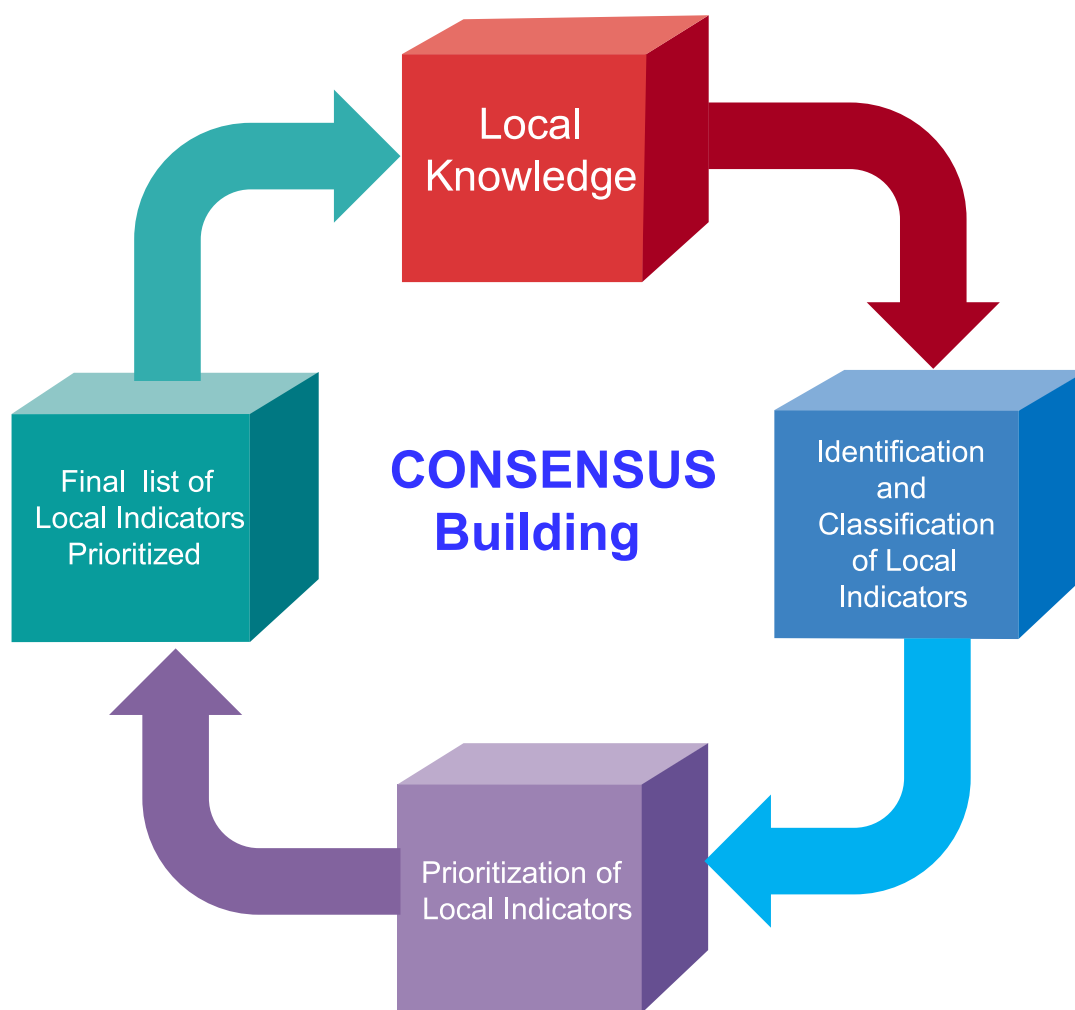 Local
Knowledge
Identification
and
Classification
of Local
Indicators
Prioritization of
Local Indicators
Final list of
Local Indicators
Prioritized
CONSENSUS
Building